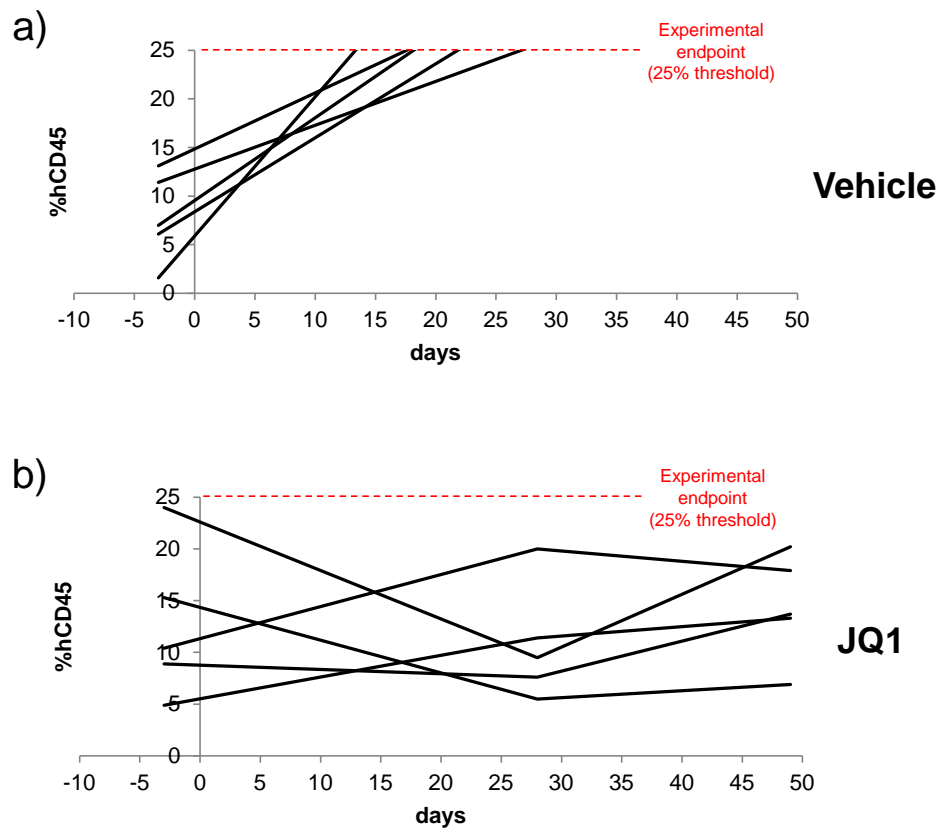 a)
Experimental
endpoint
(25% threshold)
25
20
15
10
5
0
%hCD45
-10 -5 0 5 10 15 20 25 30 35 40 45 50
days
Vehicle
b)
Experimental
endpoint
(25% threshold)
25
20
15
10
5
0
%hCD45
-10 -5 0 5 10 15 20 25 30 35 40 45 50
days
JQ1